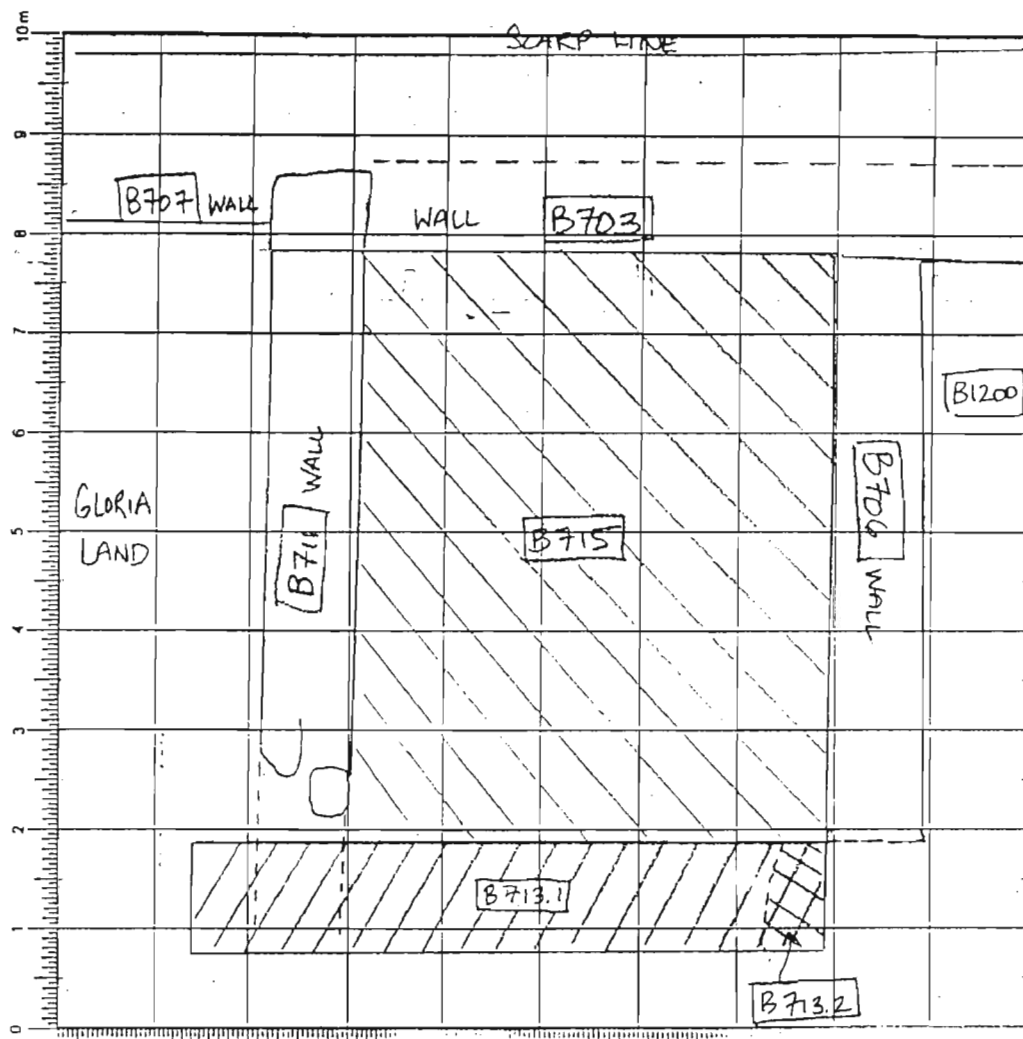 10m
SCARP LINE
9
B707 WALL
WALL B703
8
7
B1200
6
GLORIA
LAND
B711 WALL
B715
B706 WALL
5
4
3
2
B713.1
1
B713.2
0